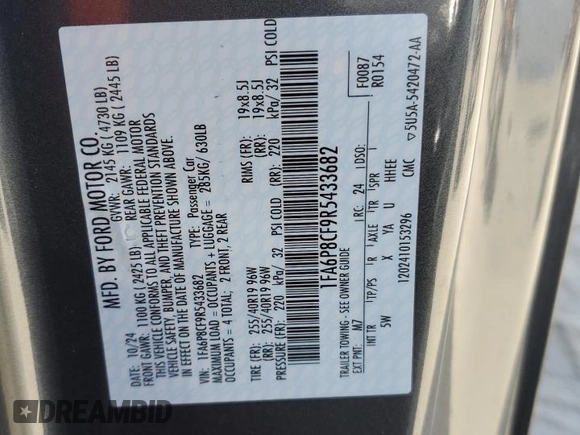 MFD. BY FORD MOTOR CO.
DATE: 10/24 GVWR: 2145 KG ( 4730 LB)
FRONT GAWR: 1100 KG ( 2425 LB) REAR GAWR: 1109 KG ( 2445 LB)
THIS VEHICLE CONFORMS TO ALL APPLICABLE FEDERAL MOTOR
VEHICLE SAFETY, BUMPER, AND THEFT PREVENTION STANDARDS
IN EFFECT ON THE DATE OF MANUFACTURE SHOWN ABOVE.
VIN: 1FA6P8CF9R5433682 TYPE: Passenger Car
MAXIMUM LOAD = OCCUPANTS + LUGGAGE = 285KG/ 630LB
OCCUPANTS = 4 TOTAL: 2 FRONT, 2 REAR
TIRE (FR): 255/40R19 96W RIMS (FR): 19x8.5J
(RR): 255/40R19 96W (RR): 19x8.5J
PRESSURE (FR): 220 kPa/ 32 PSI COLD (RR): 220 kPa/ 32 PSI COLD
1FA6P8CF9R5433682
TRAILER TOWING - SEE OWNER GUIDE
F0087
EXT PNT: M7 RC: 24 DSO: R0154
INT TR TP/PS R AXLE TR SPR
5W X YA U I
HHEE
1202410153296 CMC ▽5U5A-5420472-AA
DREAMBID